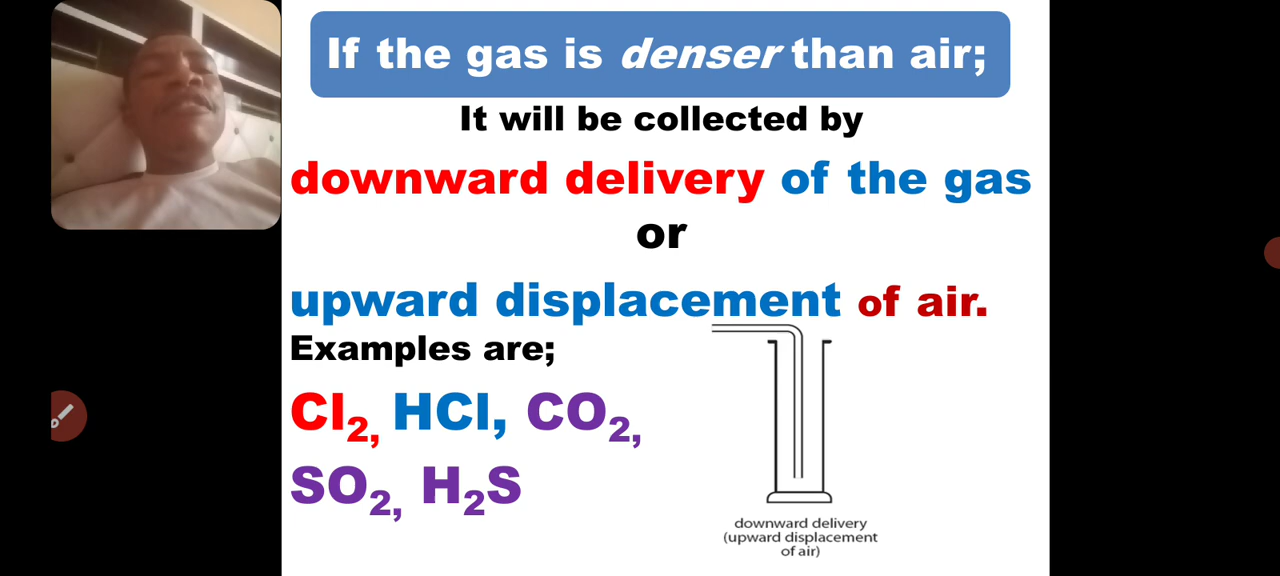 If the gas is denser than air;
It will be collected by
downward delivery of the gas
or
upward displacement of air.
Examples are;
Cl₂, HCl, CO₂,
SO₂, H₂S
downward delivery
(upward displacement
of air)